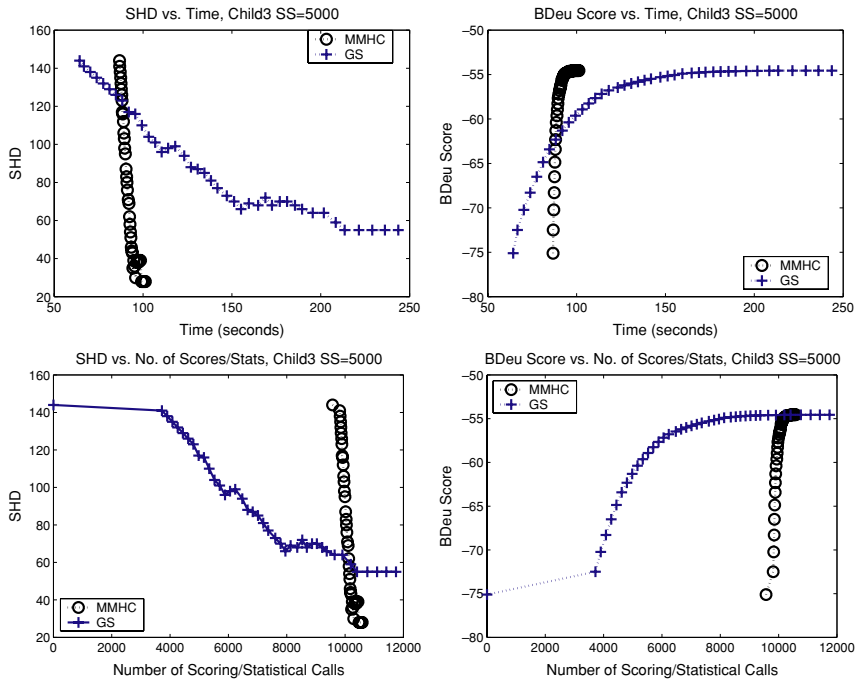 SHD vs. Time, Child3 SS=5000
160
140
120
100
80
60
40
20
SHD
MMHC
GS
50
100
150
200
250
Time (seconds)
BDeu Score vs. Time, Child3 SS=5000
−50
−55
−60
−65
−70
−75
−80
BDeu Score
MMHC
GS
50
100
150
200
250
Time (seconds)
SHD vs. No. of Scores/Stats, Child3 SS=5000
160
140
120
100
80
60
40
20
SHD
MMHC
GS
0
2000
4000
6000
8000
10000
12000
Number of Scoring/Statistical Calls
BDeu Score vs. No. of Scores/Stats, Child3 SS=5000
−50
−55
−60
−65
−70
−75
−80
BDeu Score
MMHC
GS
0
2000
4000
6000
8000
10000
12000
Number of Scoring/Statistical Calls